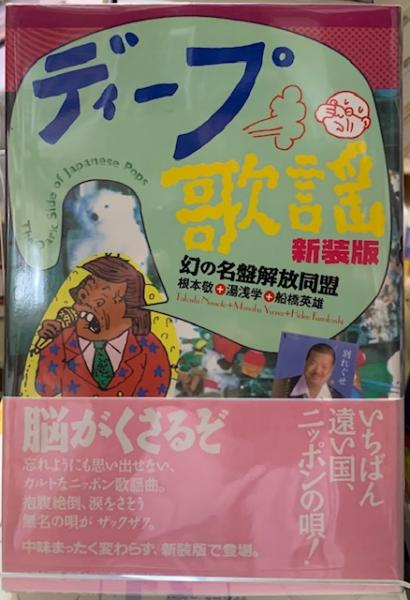 ディープ
歌謡
The Dark Side of Japanese Pops
新装版
幻の名盤解放同盟
根本敬+湯浅学+船橋英雄
Takashi Nemoto+Manabu Yuasa+Hideo Funabashi
別れぐせ
いちばん
遠い国、
ニッポンの唄!
脳がくさるぞ
忘れようにも思い出せない、
カルトなニッポン歌謡曲。
抱腹絶倒、涙をさそう
無名の唄が ザックザク。
中味まったく変わらず、新装版で登場。